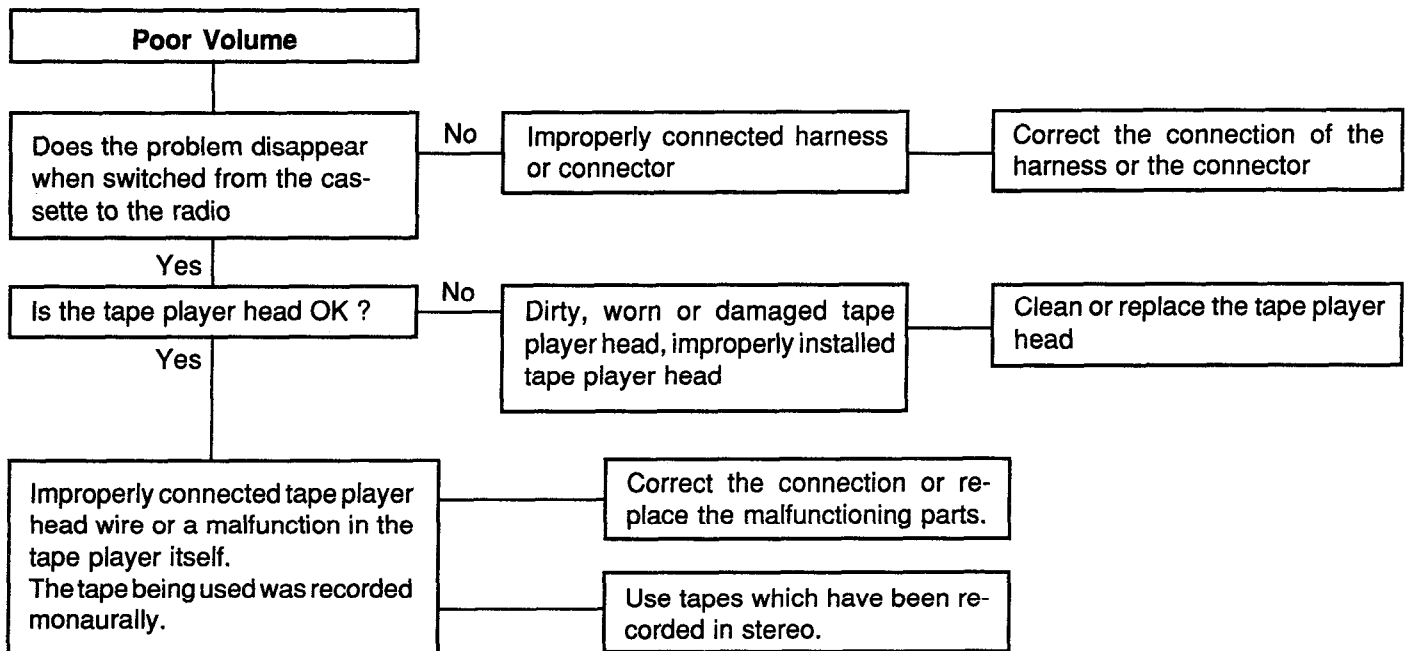 Poor Volume
Does the problem disappear
when switched from the cas-
sette to the radio
No
Improperly connected harness
or connector
Correct the connection of the
harness or the connector
Yes
Is the tape player head OK ?
No
Dirty, worn or damaged tape
player head, improperly installed
tape player head
Clean or replace the tape player
head
Yes
Improperly connected tape player
head wire or a malfunction in the
tape player itself.
The tape being used was recorded
monaurally.
Correct the connection or re-
place the malfunctioning parts.
Use tapes which have been re-
corded in stereo.